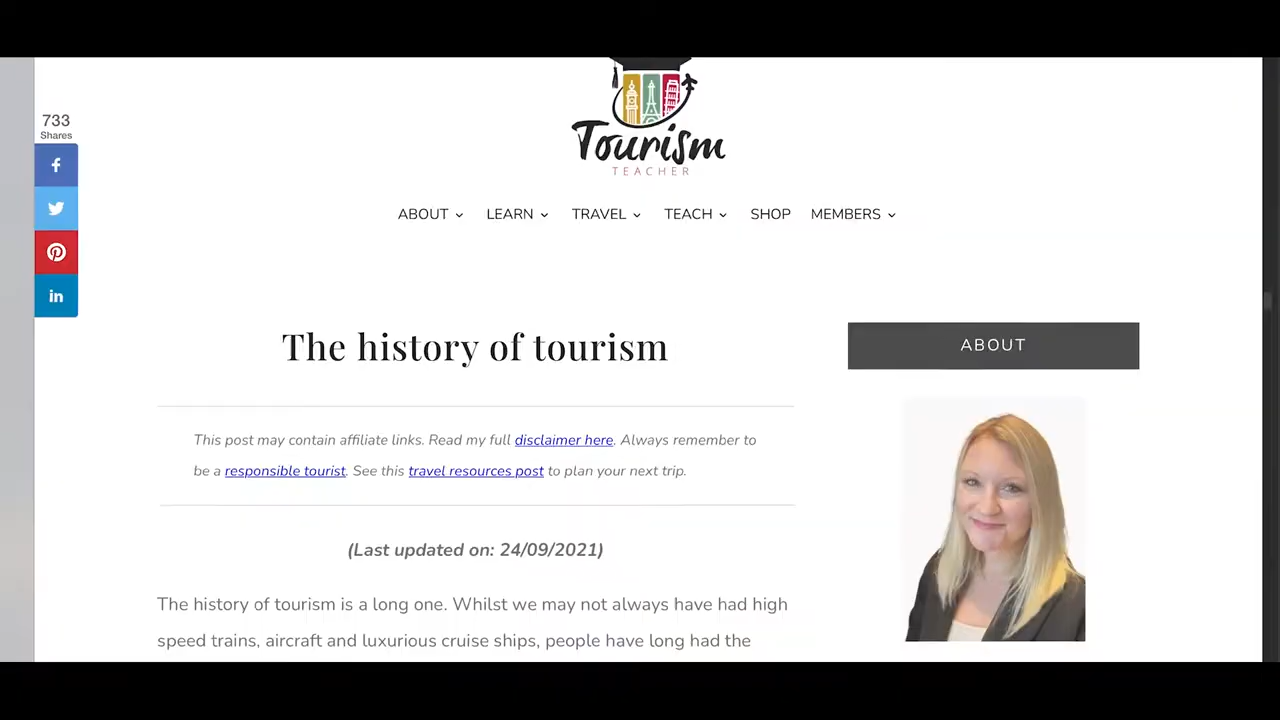 Tourism
TEACHER
733
Shares
ABOUT LEARN TRAVEL TEACH SHOP MEMBERS
The history of tourism
ABOUT
This post may contain affiliate links. Read my full disclaimer here. Always remember to
be a responsible tourist. See this travel resources post to plan your next trip.
(Last updated on: 24/09/2021)
The history of tourism is a long one. Whilst we may not always have had high
speed trains, aircraft and luxurious cruise ships, people have long had the